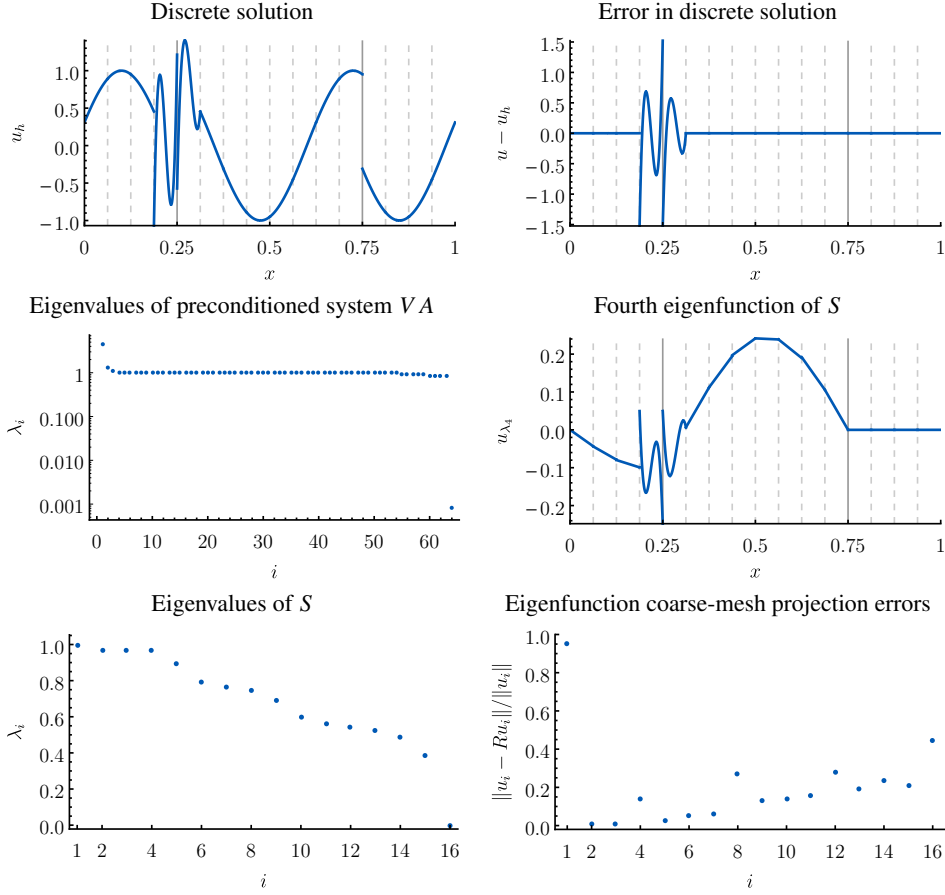 Discrete solution
1.0
0.5
0.0
−0.5
−1.0
u_h
0 0.25 0.5 0.75 1
x
Error in discrete solution
1.5
1.0
0.5
0.0
−0.5
−1.0
−1.5
u − u_h
0 0.25 0.5 0.75 1
x
Eigenvalues of preconditioned system V A
1
0.100
0.010
0.001
λ_i
0 10 20 30 40 50 60
i
Fourth eigenfunction of S
0.2
0.1
0.0
−0.1
−0.2
u_{λ_4}
0 0.25 0.5 0.75 1
x
Eigenvalues of S
1.0
0.8
0.6
0.4
0.2
0.0
λ_i
1 2 4 6 8 10 12 14 16
i
Eigenfunction coarse-mesh projection errors
1.0
0.8
0.6
0.4
0.2
0.0
||u_i − Ru_i||/||u_i||
1 2 4 6 8 10 12 14 16
i